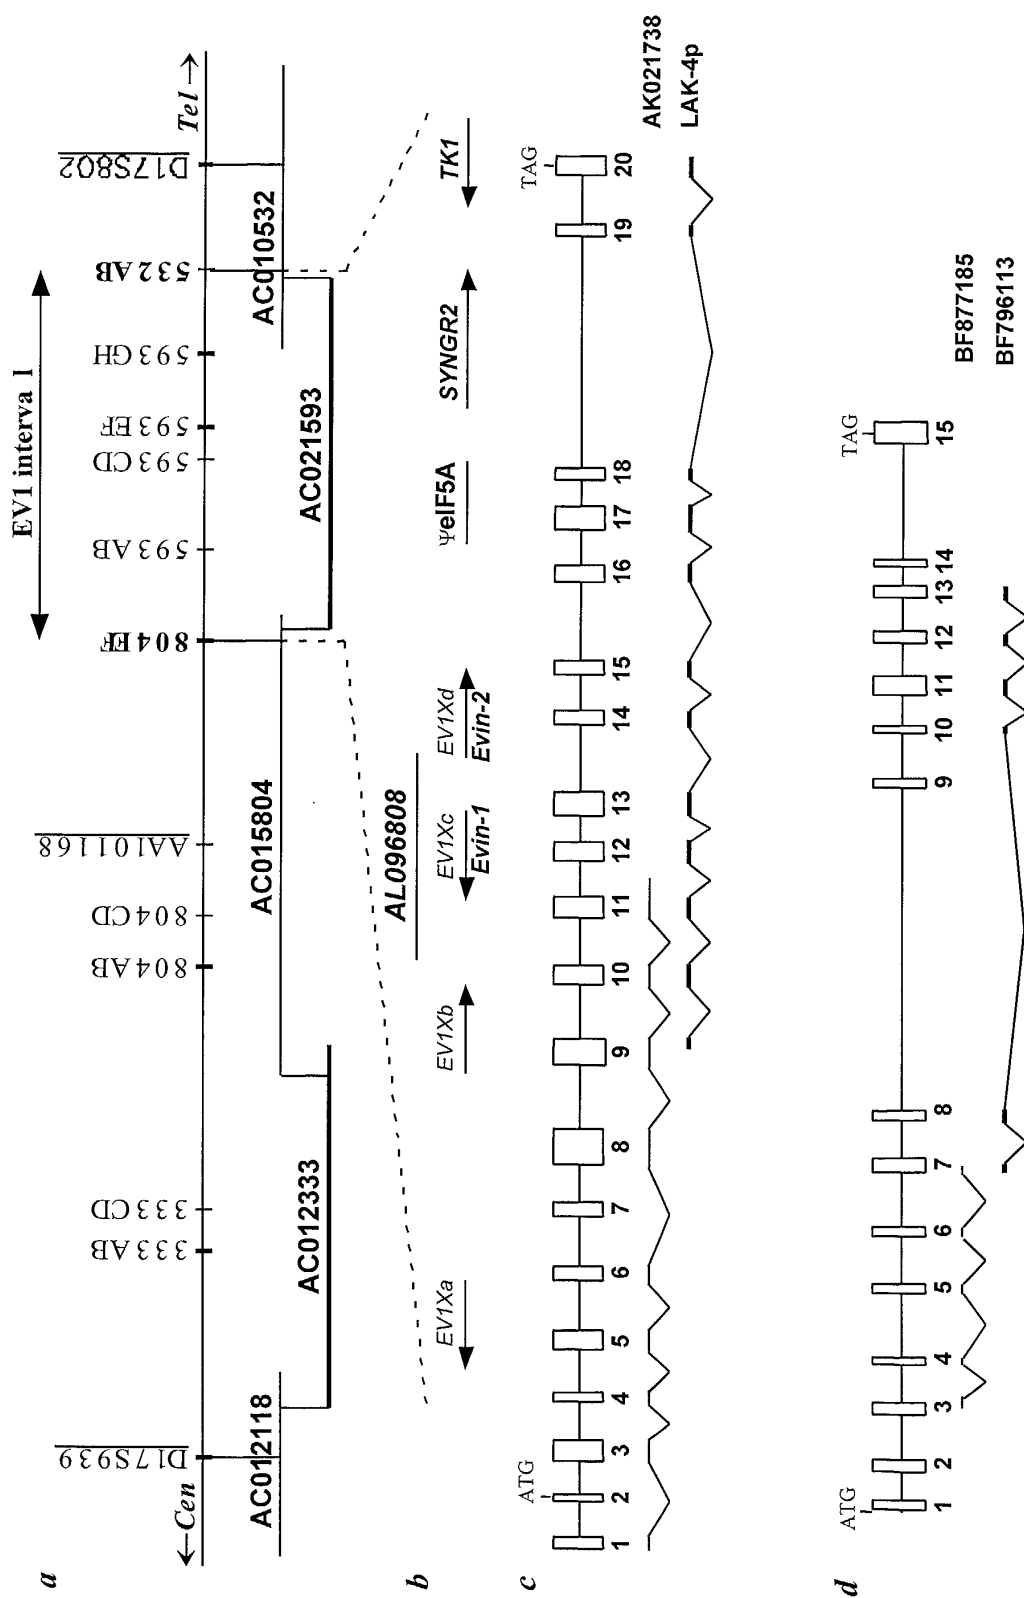 a
EV1 interva l
←Cen
D17S939
333AB
333CD
804AB
804CD
AA101168
804EF
593AB
593CD
593EF
593GH
532AB
D17S802
Tel→
AC012118
AC012333
AC015804
AC021593
AC010532
b
AL096808
EV1Xa
EV1Xb
EV1Xc
Evin-1
EV1Xd
Evin-2
ΨeIF5A
SYNGR2
TK1
c
ATG
TAG
1 2 3 4 5 6 7 8 9 10 11 12 13 14 15 16 17 18 19 20
AK021738
LAK-4p
d
ATG
TAG
1 2 3 4 5 6 7 8 9 10 11 12 13 14 15
BF877185
BF796113